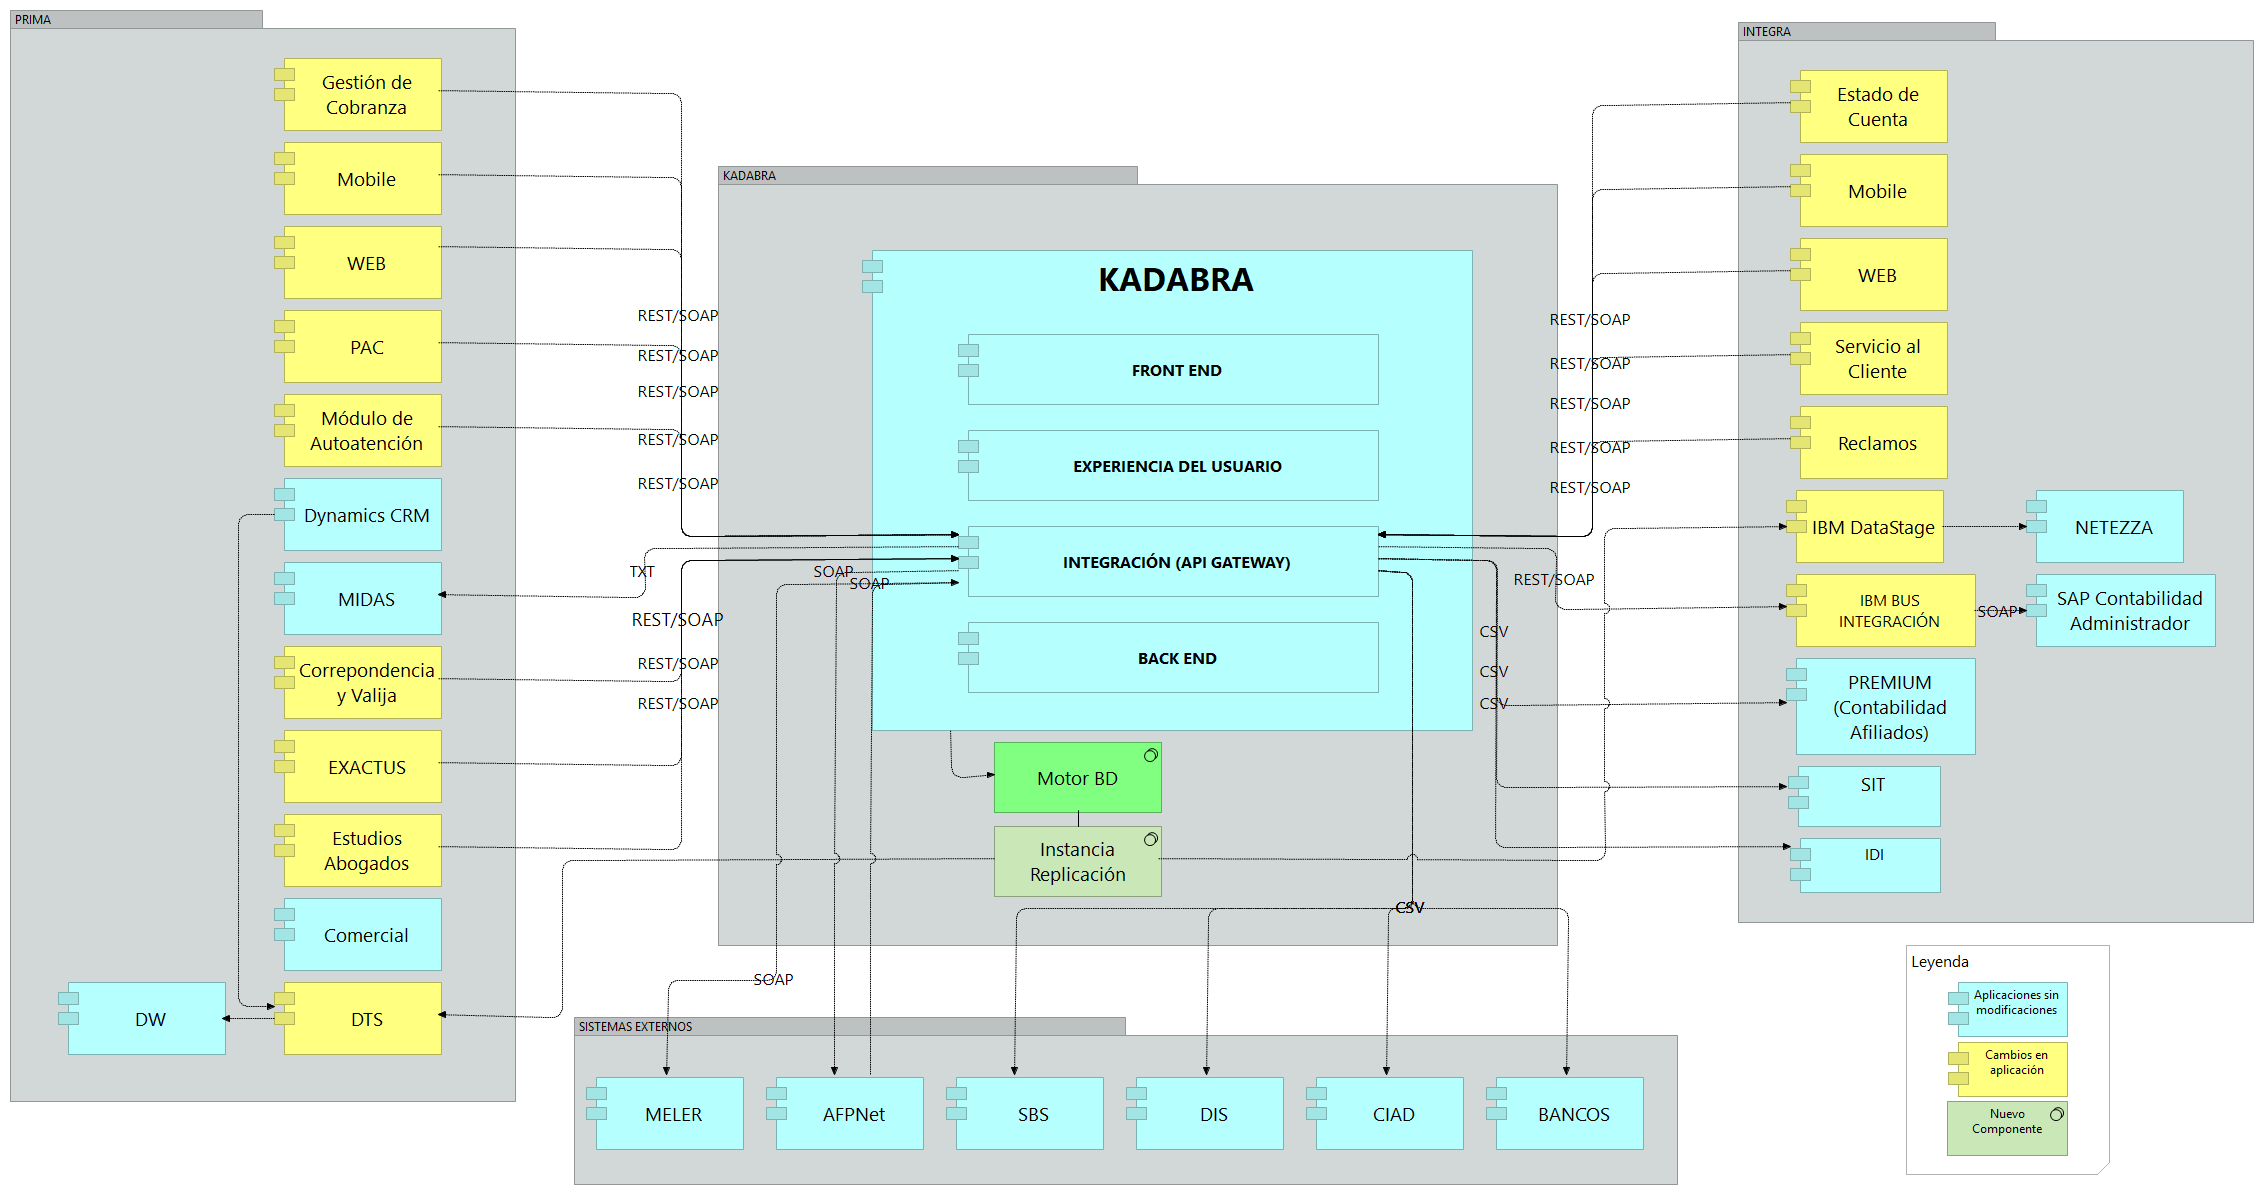 PRIMA
Gestión de
Cobranza
Mobile
WEB
PAC
Módulo de
Autoatención
Dynamics CRM
MIDAS
Correpondencia
y Valija
EXACTUS
Estudios
Abogados
Comercial
DW
DTS
REST/SOAP
REST/SOAP
REST/SOAP
REST/SOAP
REST/SOAP
TXT
REST/SOAP
REST/SOAP
REST/SOAP
KADABRA
KADABRA
FRONT END
EXPERIENCIA DEL USUARIO
INTEGRACIÓN (API GATEWAY)
BACK END
SOAP
SOAP
Motor BD
Instancia
Replicación
CSV
SOAP
REST/SOAP
REST/SOAP
REST/SOAP
REST/SOAP
REST/SOAP
REST/SOAP
CSV
CSV
CSV
INTEGRA
Estado de
Cuenta
Mobile
WEB
Servicio al
Cliente
Reclamos
IBM DataStage
NETEZZA
IBM BUS
INTEGRACIÓN
SOAP
SAP Contabilidad
Administrador
PREMIUM
(Contabilidad
Afiliados)
SIT
IDI
SISTEMAS EXTERNOS
MELER
AFPNet
SBS
DIS
CIAD
BANCOS
Leyenda
Aplicaciones sin
modificaciones
Cambios en
aplicación
Nuevo
Componente